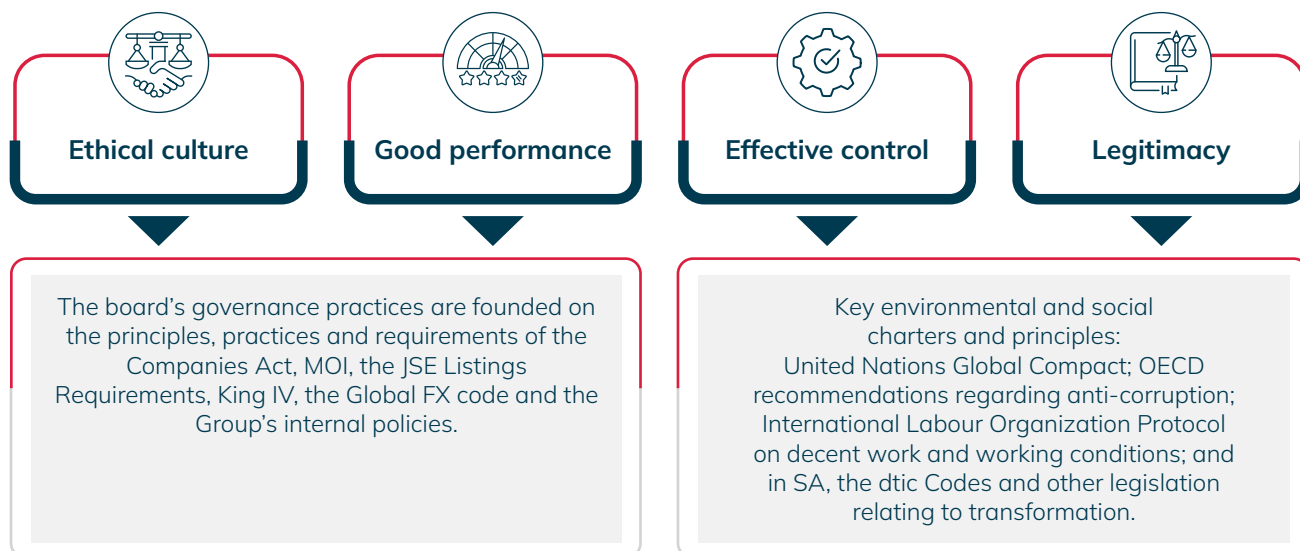 Ethical culture
Good performance
Effective control
Legitimacy
The board’s governance practices are founded on
the principles, practices and requirements of the
Companies Act, MOI, the JSE Listings
Requirements, King IV, the Global FX code and the
Group’s internal policies.
Key environmental and social
charters and principles:
United Nations Global Compact; OECD
recommendations regarding anti-corruption;
International Labour Organization Protocol
on decent work and working conditions; and
in SA, the dtic Codes and other legislation
relating to transformation.